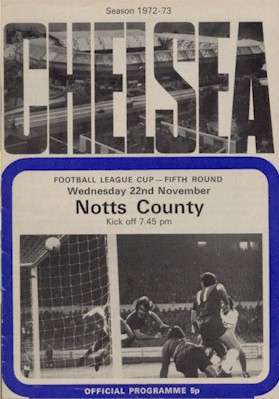 Season 1972-73
CHELSEA
FOOTBALL LEAGUE CUP — FIFTH ROUND
Wednesday 22nd November
Notts County
Kick off 7.45 pm
OFFICIAL PROGRAMME 5p